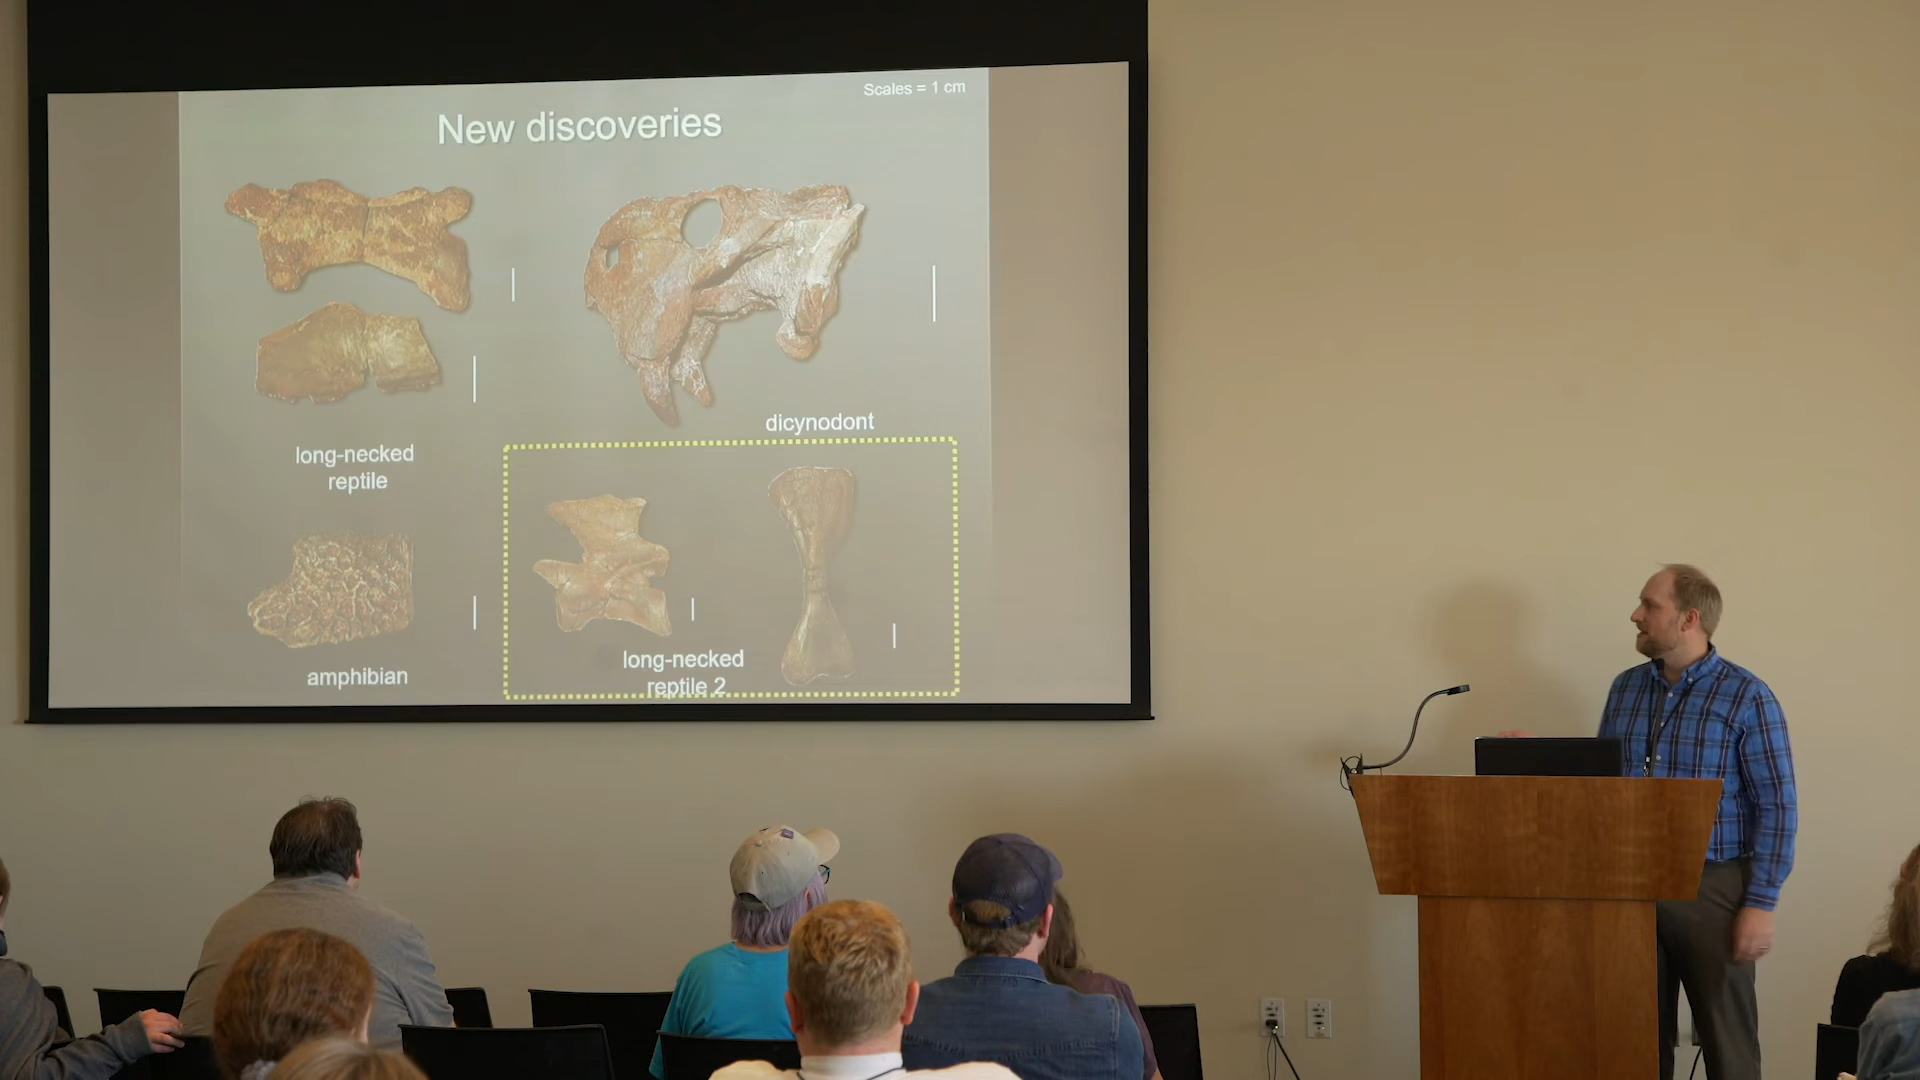 Scales = 1 cm
New discoveries
dicynodont
long-necked
reptile
long-necked
reptile 2
amphibian